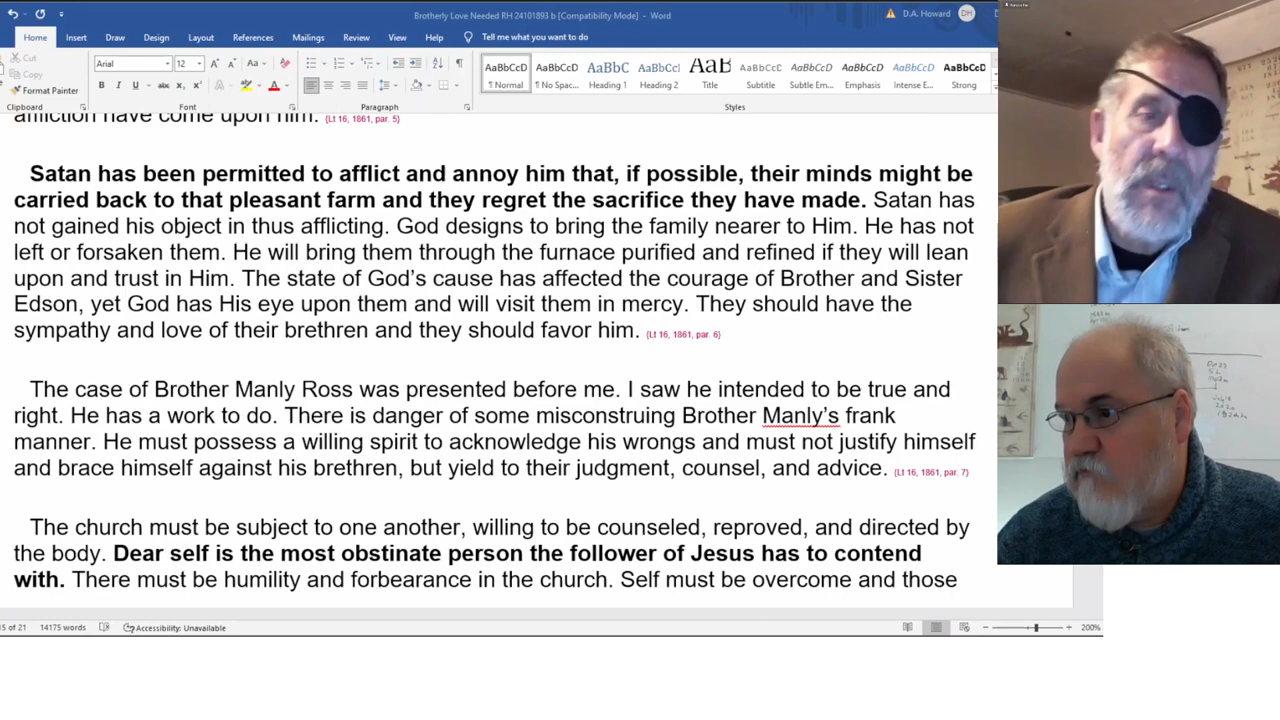 Brotherly Love Needed RH 24101893 b [Compatibility Mode] - Word
D.A. Howard
DH
Home Insert Draw Design Layout References Mailings Review View Help Tell me what you want to do
Cut
Copy
Format Painter
Clipboard
Arial 12
Font
Paragraph
AaBbCcD AaBbCcD AaBbC AaBbCcI AaB AaBbCcD AaBbCcD AaBbCcD AaBbCcD AaBbCcD
¶ Normal ¶ No Spac... Heading 1 Heading 2 Title Subtitle Subtle Em... Emphasis Intense E... Strong
Styles
affliction have come upon him. {Lt 16, 1861, par. 5}
Satan has been permitted to afflict and annoy him that, if possible, their minds might be
carried back to that pleasant farm and they regret the sacrifice they have made. Satan has
not gained his object in thus afflicting. God designs to bring the family nearer to Him. He has not
left or forsaken them. He will bring them through the furnace purified and refined if they will lean
upon and trust in Him. The state of God’s cause has affected the courage of Brother and Sister
Edson, yet God has His eye upon them and will visit them in mercy. They should have the
sympathy and love of their brethren and they should favor him. {Lt 16, 1861, par. 6}
The case of Brother Manly Ross was presented before me. I saw he intended to be true and
right. He has a work to do. There is danger of some misconstruing Brother Manly’s frank
manner. He must possess a willing spirit to acknowledge his wrongs and must not justify himself
and brace himself against his brethren, but yield to their judgment, counsel, and advice. {Lt 16, 1861, par. 7}
The church must be subject to one another, willing to be counseled, reproved, and directed by
the body. Dear self is the most obstinate person the follower of Jesus has to contend
with. There must be humility and forbearance in the church. Self must be overcome and those
of 21 14175 words Accessibility: Unavailable 200%